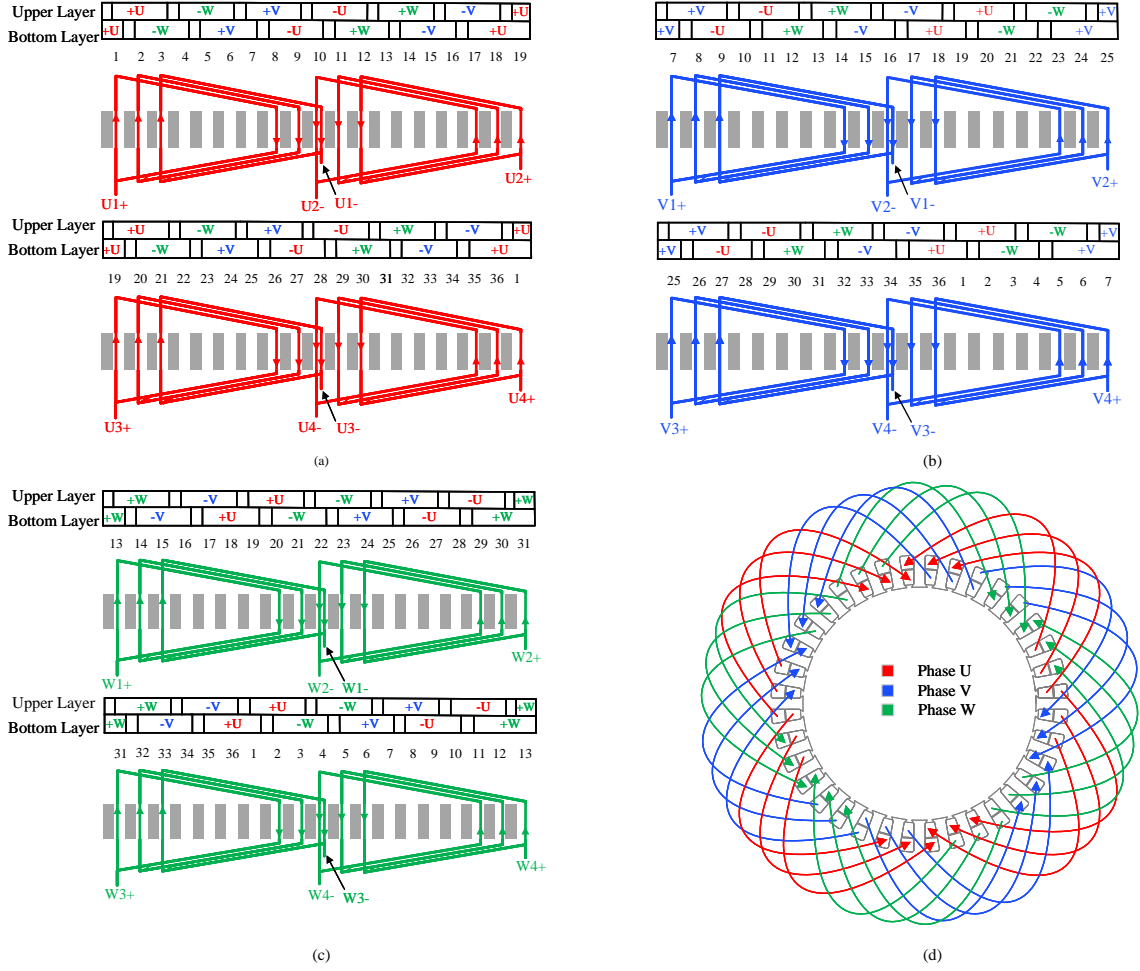 Upper Layer +U -W +V -U +W -V +U
Bottom Layer +U -W +V -U +W -V +U
1 2 3 4 5 6 7 8 9 10 11 12 13 14 15 16 17 18 19
U2+
U1+ U2- U1-
Upper Layer +U -W +V -U +W -V +U
Bottom Layer +U -W +V -U +W -V +U
19 20 21 22 23 24 25 26 27 28 29 30 31 32 33 34 35 36 1
U4+
U3+ U4- U3-
(a)
+V -U +W -V +U -W +V
+V -U +W -V +U -W +V
7 8 9 10 11 12 13 14 15 16 17 18 19 20 21 22 23 24 25
V2+
V1+ V2- V1-
+V -U +W -V +U -W +V
+V -U +W -V +U -W +V
25 26 27 28 29 30 31 32 33 34 35 36 1 2 3 4 5 6 7
V4+
V3+ V4- V3-
(b)
Upper Layer +W -V +U -W +V -U +W
Bottom Layer +W -V +U -W +V -U +W
13 14 15 16 17 18 19 20 21 22 23 24 25 26 27 28 29 30 31
W2+
W1+ W2- W1-
Upper Layer +W -V +U -W +V -U +W
Bottom Layer +W -V +U -W +V -U +W
31 32 33 34 35 36 1 2 3 4 5 6 7 8 9 10 11 12 13
W4+
W3+ W4- W3-
(c)
Phase U
Phase V
Phase W
(d)